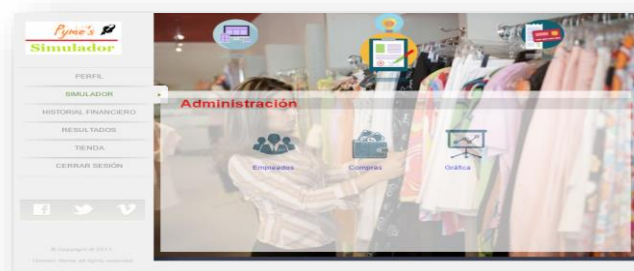 Pyme's
Simulador
PERFIL
SIMULADOR
HISTORIAL FINANCIERO
RESULTADOS
TIENDA
CERRAR SESIÓN
Administración
Empleados
Compras
Gráfica